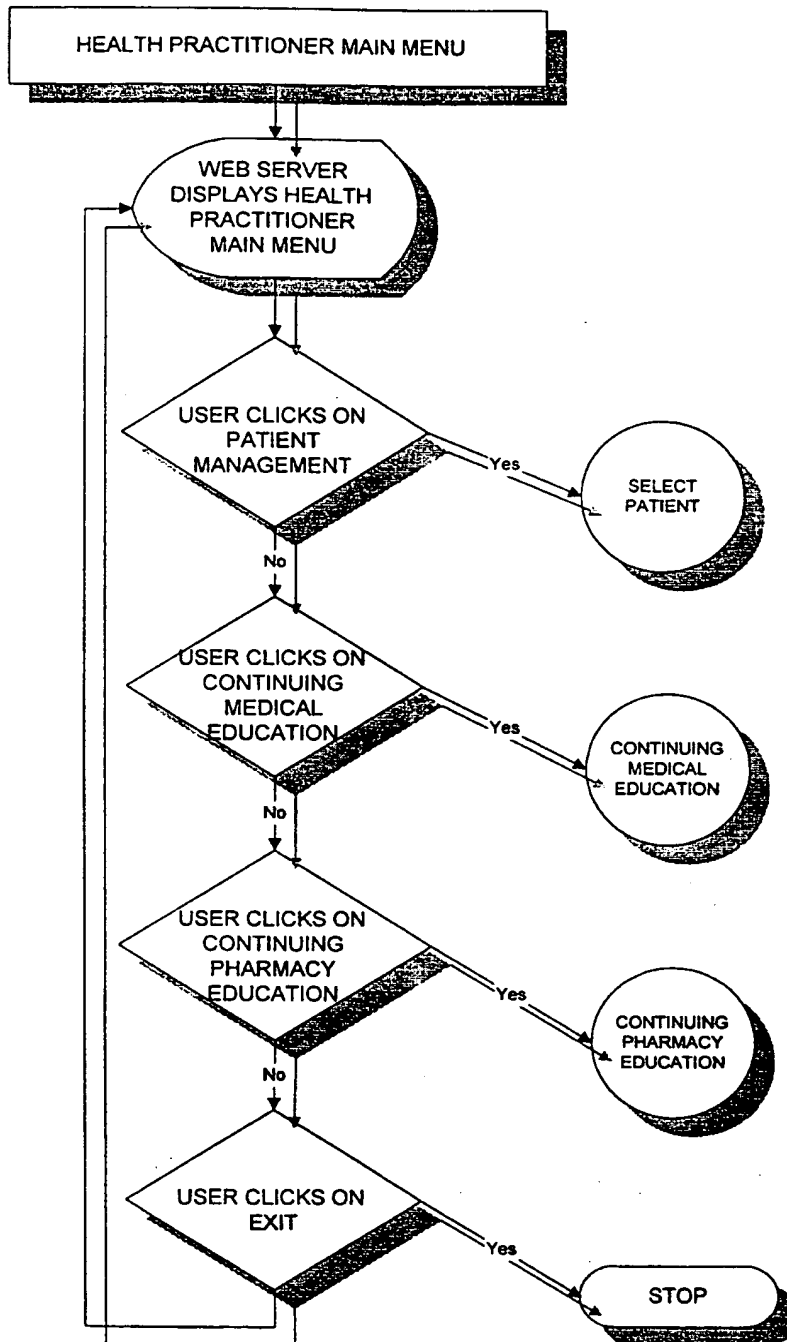 HEALTH PRACTITIONER MAIN MENU
WEB SERVER
DISPLAYS HEALTH
PRACTITIONER
MAIN MENU
USER CLICKS ON
PATIENT
MANAGEMENT
Yes
SELECT
PATIENT
No
USER CLICKS ON
CONTINUING
MEDICAL
EDUCATION
Yes
CONTINUING
MEDICAL
EDUCATION
No
USER CLICKS ON
CONTINUING
PHARMACY
EDUCATION
Yes
CONTINUING
PHARMACY
EDUCATION
No
USER CLICKS ON
EXIT
Yes
STOP